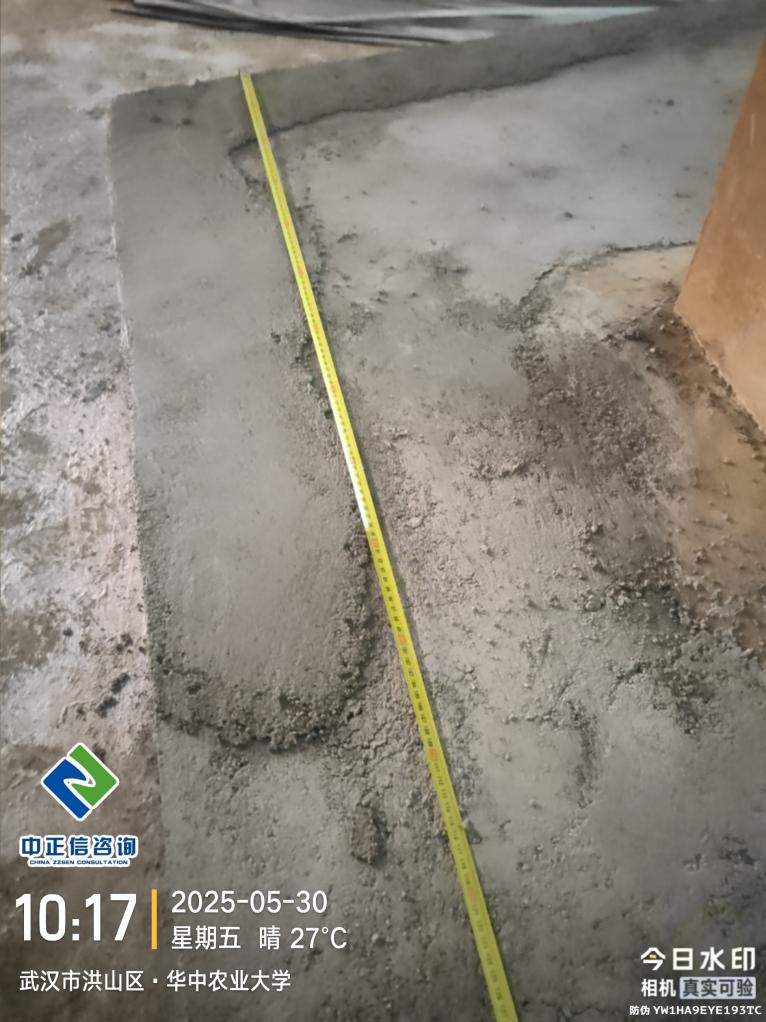 中正信咨询
CHINA ZZSEN CONSULTATION
10:17
2025-05-30
星期五 晴 27°C
武汉市洪山区·华中农业大学
今日水印
相机 真实可验
防伪 YW1HA9EYE193TC